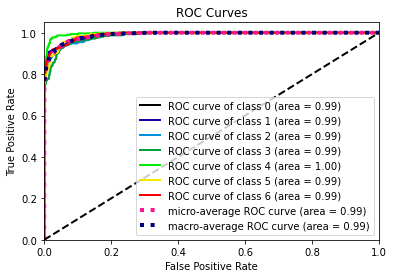 ROC Curves
True Positive Rate
1.0
0.8
0.6
0.4
0.2
0.0
ROC curve of class 0 (area = 0.99)
ROC curve of class 1 (area = 0.99)
ROC curve of class 2 (area = 0.99)
ROC curve of class 3 (area = 0.99)
ROC curve of class 4 (area = 1.00)
ROC curve of class 5 (area = 0.99)
ROC curve of class 6 (area = 0.99)
micro-average ROC curve (area = 0.99)
macro-average ROC curve (area = 0.99)
0.0 0.2 0.4 0.6 0.8 1.0
False Positive Rate